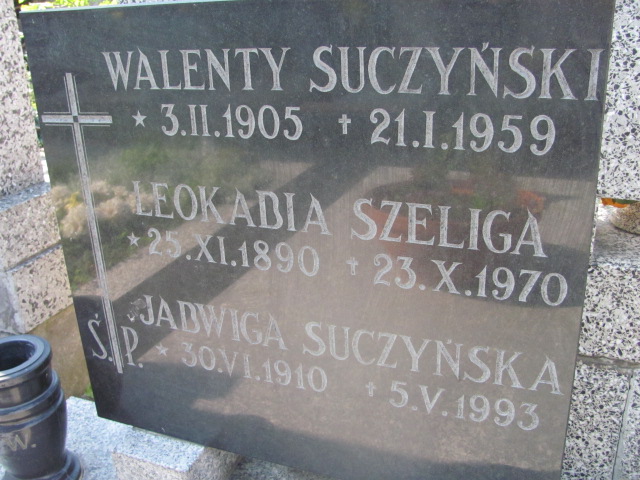 WALENTY SUCZYŃSKI
* 3.II.1905 ✝ 21.I.1959
LEOKADIA SZELIGA
* 25.XI.1890 ✝ 23.X.1970
JADWIGA SUCZYŃSKA
* 30.VI.1910 ✝ 5.V.1993
Ś.P.
W.